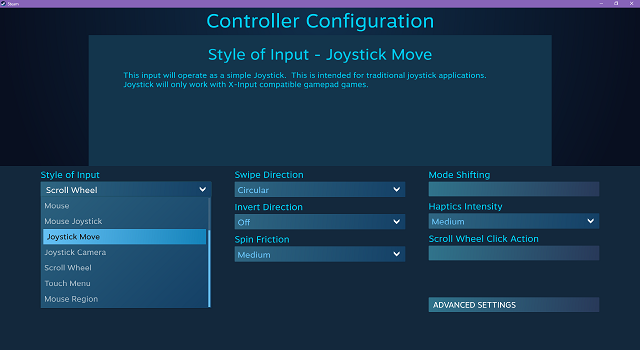 Steam
Controller Configuration
Style of Input - Joystick Move
This input will operate as a simple Joystick. This is intended for traditional joystick applications.
Joystick will only work with X-Input compatible gamepad games.
Style of Input
Scroll Wheel
Mouse
Mouse Joystick
Joystick Move
Joystick Camera
Scroll Wheel
Touch Menu
Mouse Region
Swipe Direction
Circular
Invert Direction
Off
Spin Friction
Medium
Mode Shifting
Haptics Intensity
Medium
Scroll Wheel Click Action
ADVANCED SETTINGS